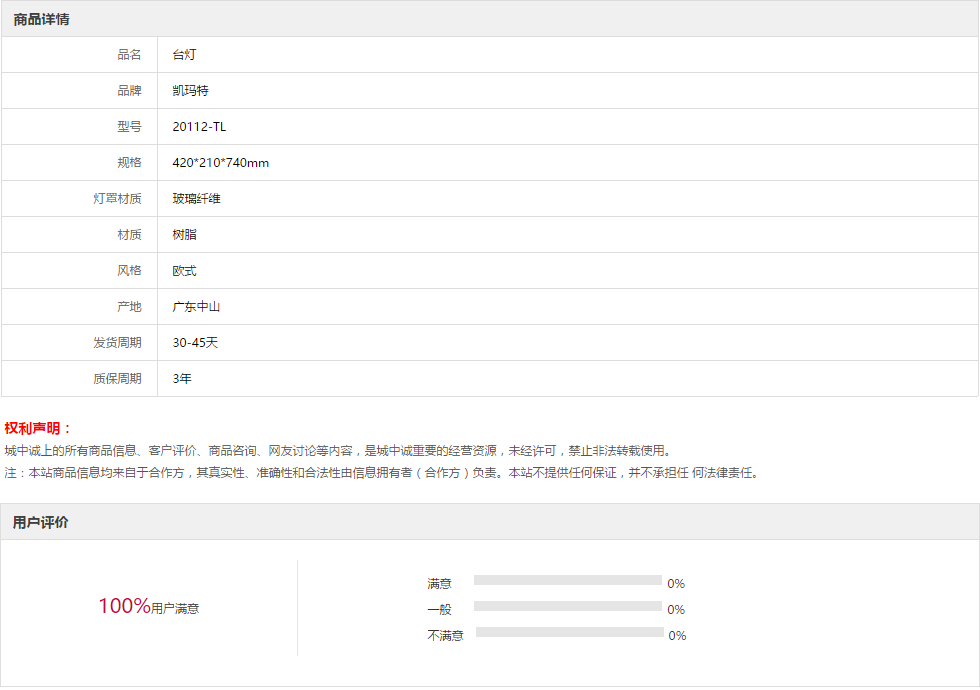 商品详情
品名 台灯
品牌 凯玛特
型号 20112-TL
规格 420*210*740mm
灯罩材质 玻璃纤维
材质 树脂
风格 欧式
产地 广东中山
发货周期 30-45天
质保周期 3年
权利声明：
城中诚上的所有商品信息、客户评价、商品咨询、网友讨论等内容，是城中诚重要的经营资源，未经许可，禁止非法转载使用。
注：本站商品信息均来自于合作方，其真实性、准确性和合法性由信息拥有者（合作方）负责。本站不提供任何保证，并不承担任 何法律责任。
用户评价
100%用户满意
满意 0%
一般 0%
不满意 0%